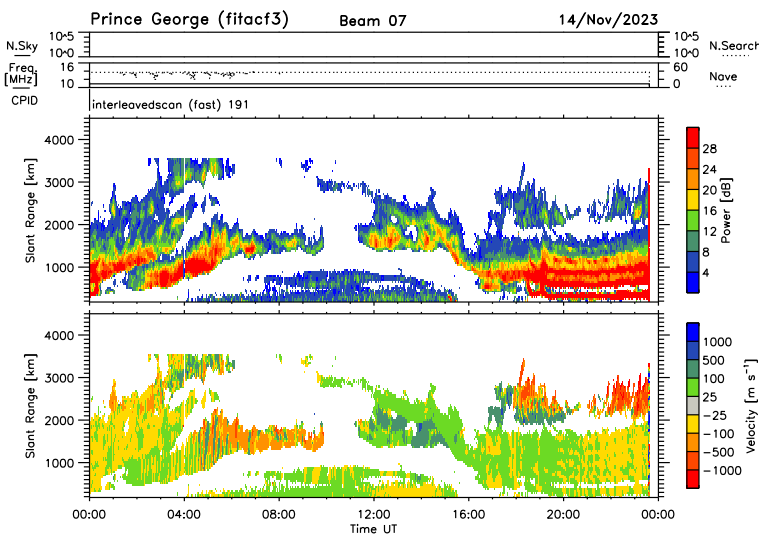 Prince George (fitacf3)
Beam 07
14/Nov/2023
N.Sky
10^5
10^0
10^5
10^0
N.Search
Freq.
[MHz]
16
10
60
0
Nave
CPID
interleavedscan (fast) 191
Slant Range [km]
4000
3000
2000
1000
28
24
20
16
12
8
4
Power [dB]
Slant Range [km]
4000
3000
2000
1000
1000
500
100
25
−25
−100
−500
−1000
Velocity [m s⁻¹]
00:00
04:00
08:00
12:00
16:00
20:00
00:00
Time UT